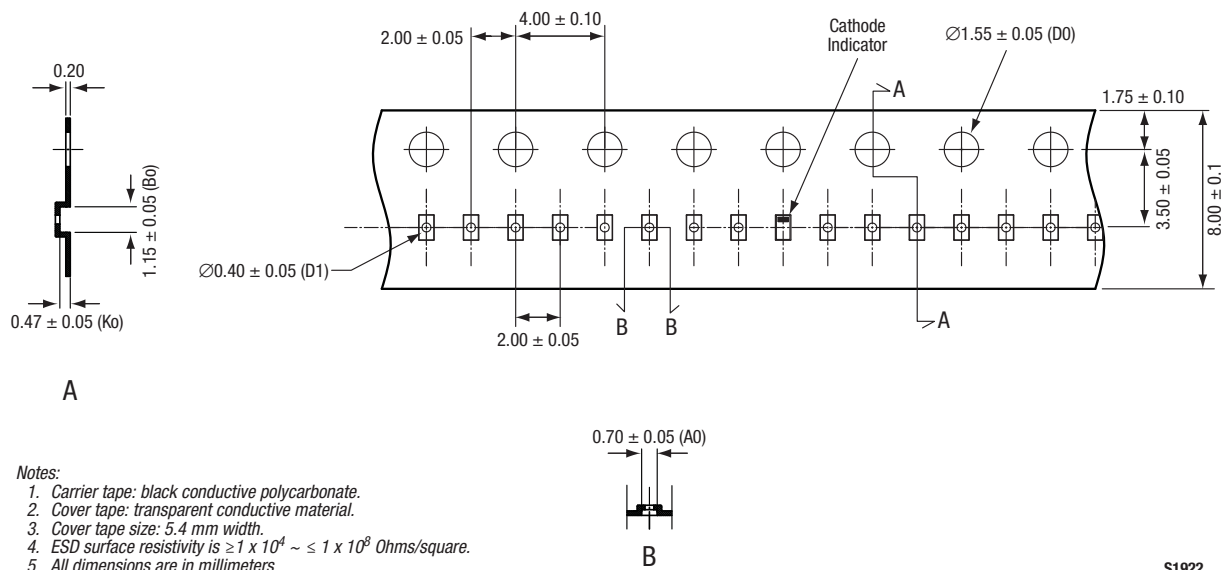 4.00 ± 0.10
2.00 ± 0.05
Cathode
Indicator
∅1.55 ± 0.05 (D0)
0.20
A
1.75 ± 0.10
1.15 ± 0.05 (Bo)
3.50 ± 0.05
8.00 ± 0.1
∅0.40 ± 0.05 (D1)
0.47 ± 0.05 (Ko)
B
B
A
2.00 ± 0.05
A
0.70 ± 0.05 (A0)
B
Notes:
1. Carrier tape: black conductive polycarbonate.
2. Cover tape: transparent conductive material.
3. Cover tape size: 5.4 mm width.
4. ESD surface resistivity is ≥1 x 10⁴ ~ ≤ 1 x 10⁸ Ohms/square.
5. All dimensions are in millimeters
S1922